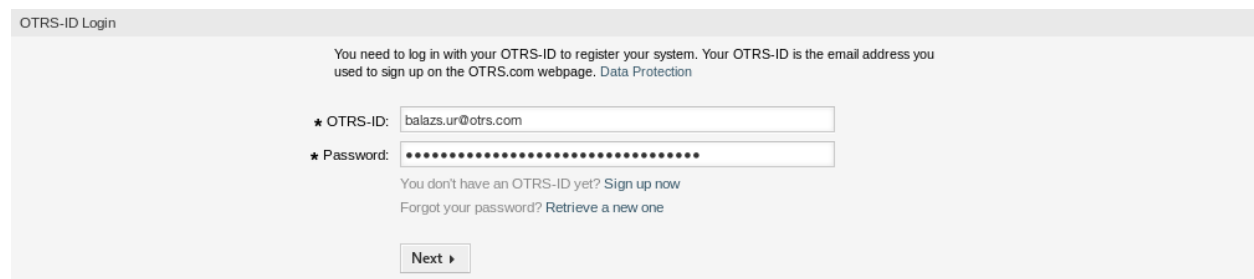 OTRS-ID Login
You need to log in with your OTRS-ID to register your system. Your OTRS-ID is the email address you
used to sign up on the OTRS.com webpage. Data Protection
★ OTRS-ID: balazs.ur@otrs.com
★ Password: ••••••••••••••••••••••••••••••••••
You don't have an OTRS-ID yet? Sign up now
Forgot your password? Retrieve a new one
Next ▸